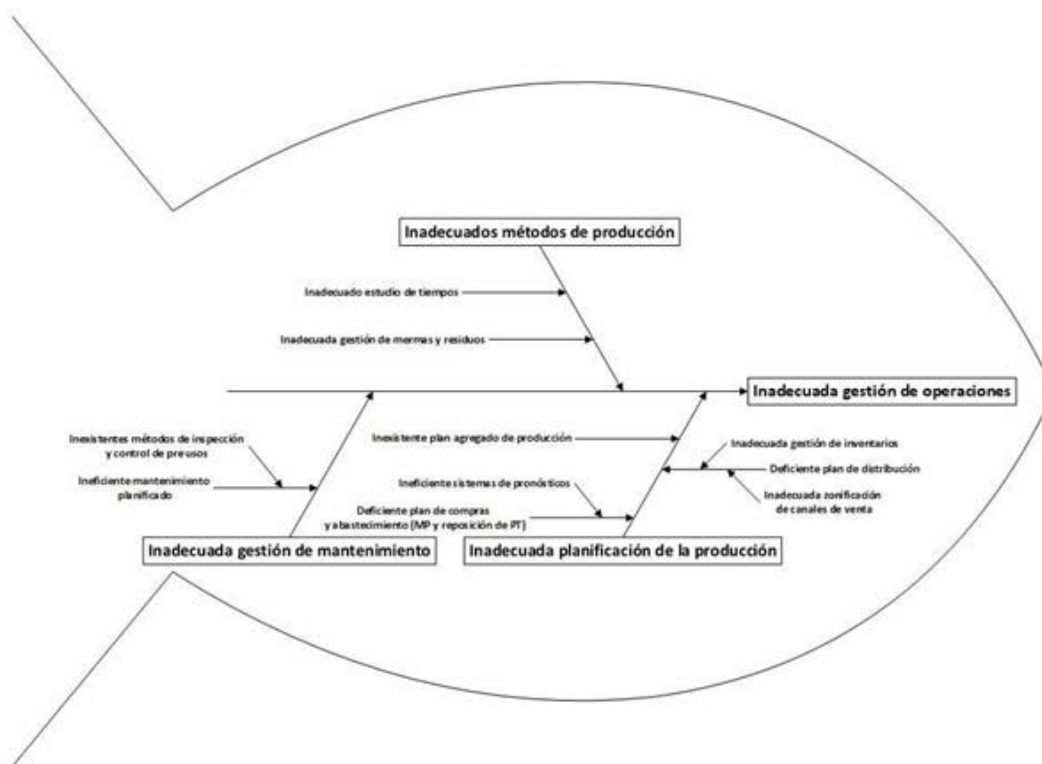 Inadecuados métodos de producción
Inadecuado estudio de tiempos
Inadecuada gestión de mermas y residuos
Inadecuada gestión de operaciones
Inexistentes métodos de inspección
y control de preusos
Ineficiente mantenimiento
planificado
Inadecuada gestión de mantenimiento
Inexistente plan agregado de producción
Ineficiente sistemas de pronósticos
Deficiente plan de compras
y abastecimiento (MP y reposición de PT)
Inadecuada gestión de inventarios
Deficiente plan de distribución
Inadecuada zonificación
de canales de venta
Inadecuada planificación de la producción